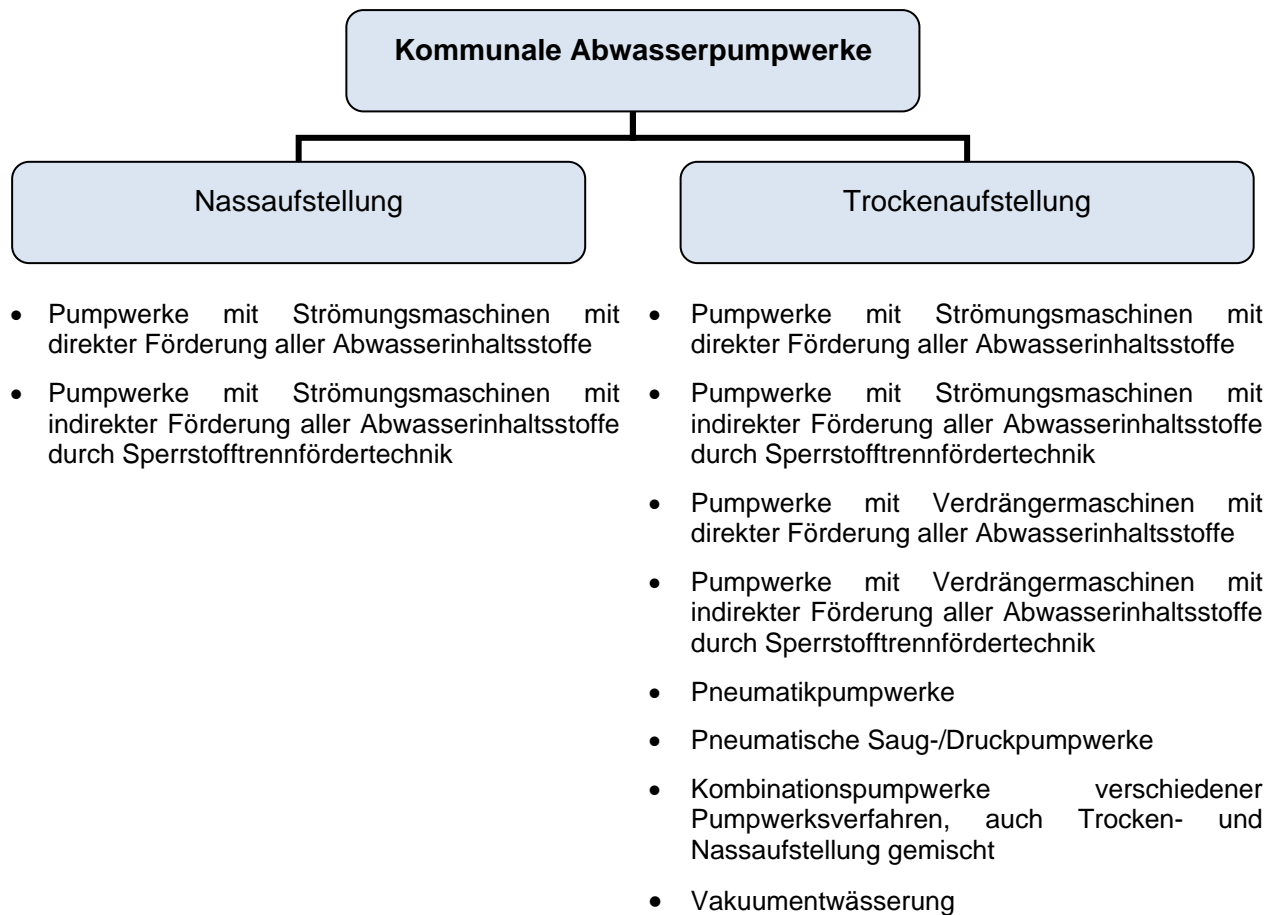 Kommunale Abwasserpumpwerke
Nassaufstellung
• Pumpwerke mit Strömungsmaschinen mit
direkter Förderung aller Abwasserinhaltsstoffe
• Pumpwerke mit Strömungsmaschinen mit
indirekter Förderung aller Abwasserinhaltsstoffe
durch Sperrstofftrennfördertechnik
Trockenaufstellung
• Pumpwerke mit Strömungsmaschinen mit
direkter Förderung aller Abwasserinhaltsstoffe
• Pumpwerke mit Strömungsmaschinen mit
indirekter Förderung aller Abwasserinhaltsstoffe
durch Sperrstofftrennfördertechnik
• Pumpwerke mit Verdrängermaschinen mit
direkter Förderung aller Abwasserinhaltsstoffe
• Pumpwerke mit Verdrängermaschinen mit
indirekter Förderung aller Abwasserinhaltsstoffe
durch Sperrstofftrennfördertechnik
• Pneumatikpumpwerke
• Pneumatische Saug-/Druckpumpwerke
• Kombinationspumpwerke verschiedener
Pumpwerksverfahren, auch Trocken- und
Nassaufstellung gemischt
• Vakuumentwässerung